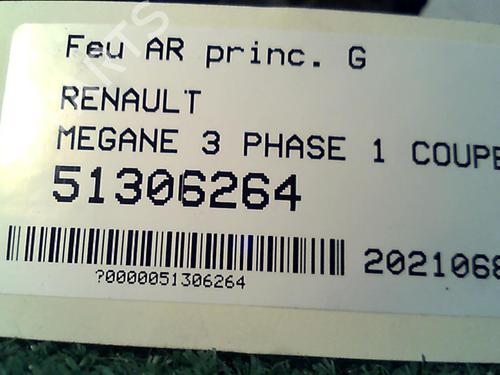 Feu AR princ. G
RENAULT
MEGANE 3 PHASE 1 COUPE
51306264
2021068
?0000051306264